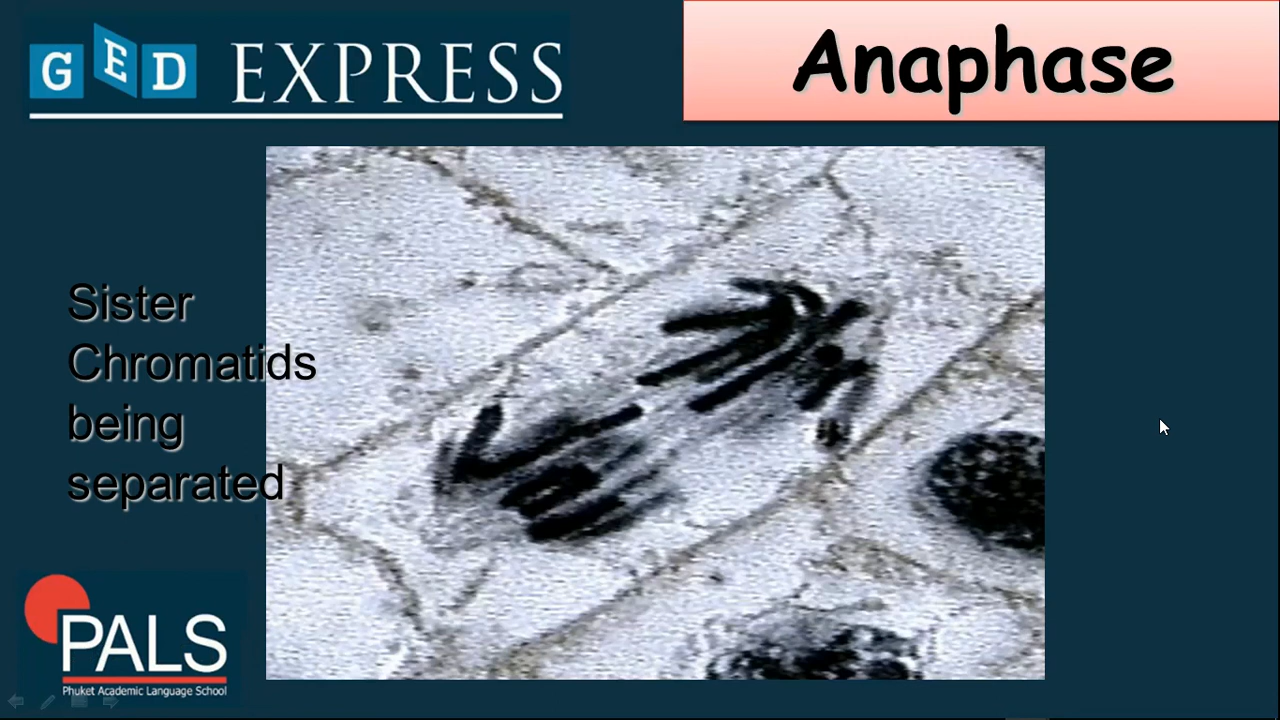 GED EXPRESS
Anaphase
Sister
Chromatids
being
separated
PALS
Phuket Academic Language School